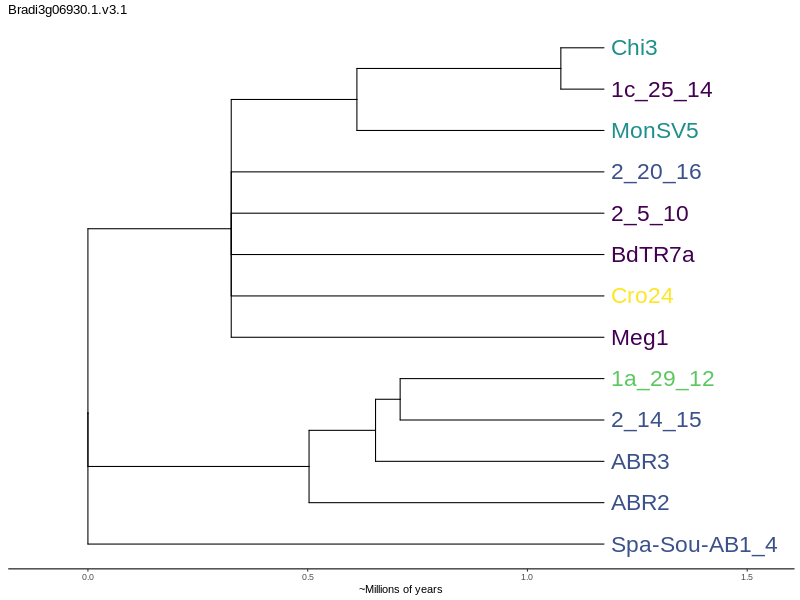 Bradi3g06930.1.v3.1
Chi3
1c_25_14
MonSV5
2_20_16
2_5_10
BdTR7a
Cro24
Meg1
1a_29_12
2_14_15
ABR3
ABR2
Spa-Sou-AB1_4
0.0 0.5 1.0 1.5
~Millions of years